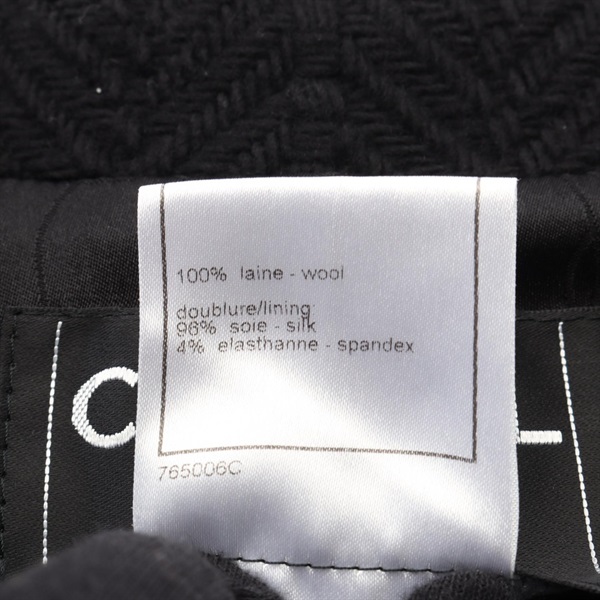 100% laine - wool
doublure/lining
96% soie - silk
4% elasthanne - spandex
765006C
C
L